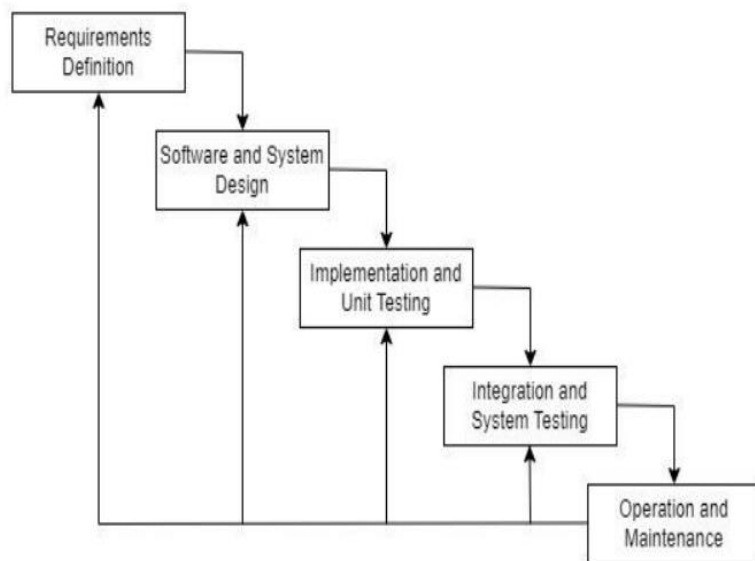 Requirements
Definition
Software and System
Design
Implementation and
Unit Testing
Integration and
System Testing
Operation and
Maintenance